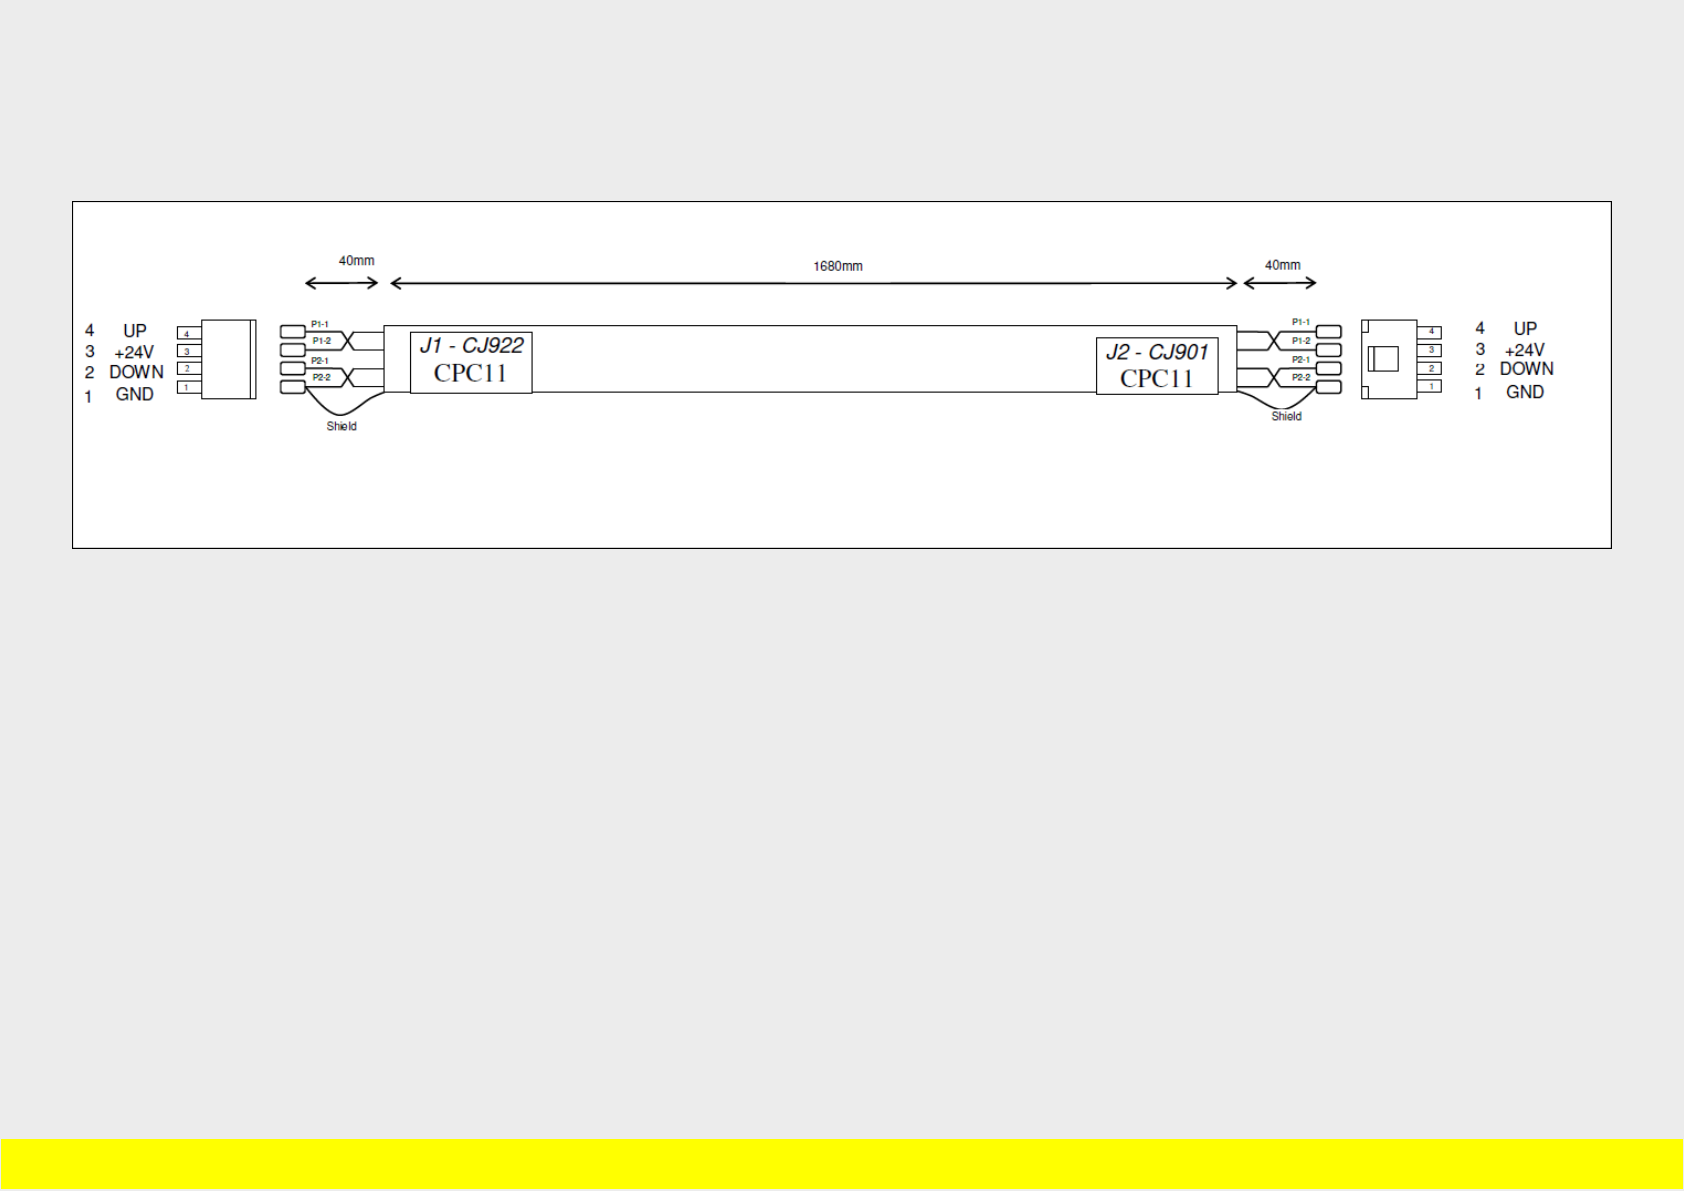 40mm
1680mm
40mm
4 UP
3 +24V
2 DOWN
1 GND
4
3
2
1
P1-1
P1-2
P2-1
P2-2
Shield
J1 - CJ922
CPC11
J2 - CJ901
CPC11
P1-1
P1-2
P2-1
P2-2
Shield
4
3
2
1
4 UP
3 +24V
2 DOWN
1 GND